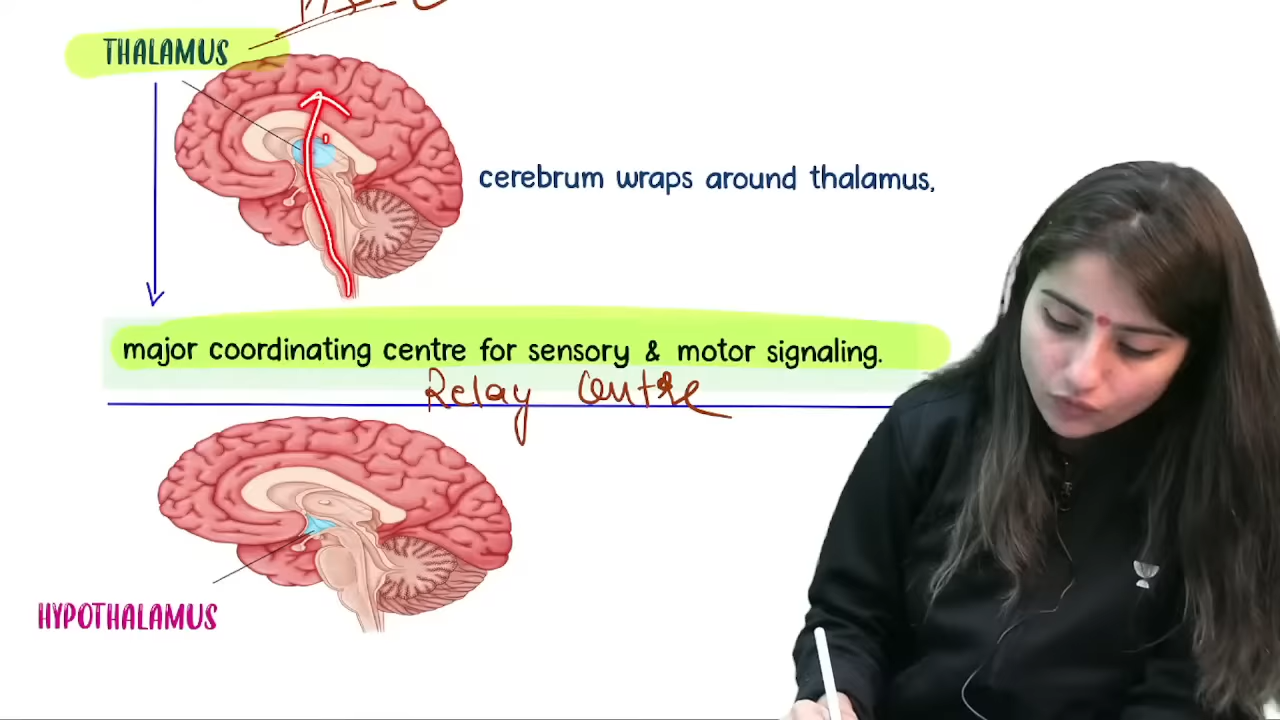 THALAMUS
cerebrum wraps around thalamus,
major coordinating centre for sensory & motor signaling.
Relay Centre
HYPOTHALAMUS